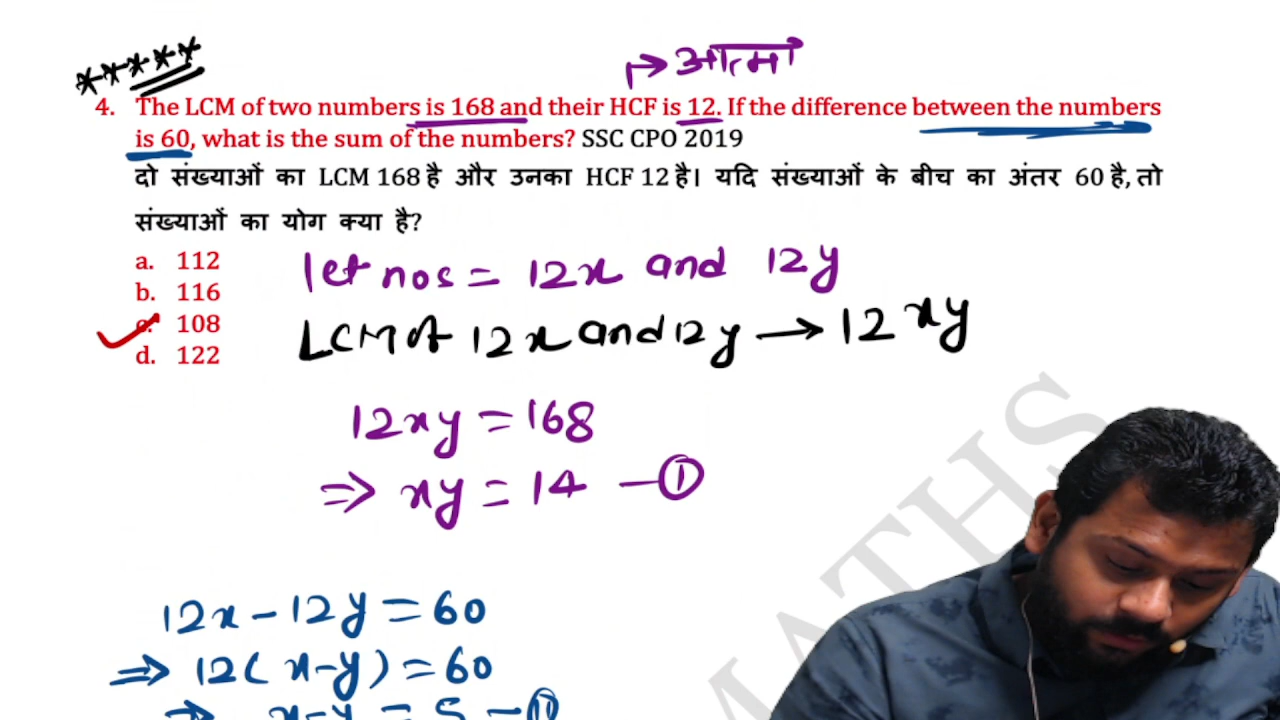 *****
→ आत्मा
4. The LCM of two numbers is 168 and their HCF is 12. If the difference between the numbers
is 60, what is the sum of the numbers? SSC CPO 2019
दो संख्याओं का LCM 168 है और उनका HCF 12 है। यदि संख्याओं के बीच का अंतर 60 है, तो
संख्याओं का योग क्या है?
a. 112
b. 116
c. 108
d. 122
let nos = 12x and 12y
LCM of 12x and 12y → 12xy
12xy = 168
⇒ xy = 14 — ①
12x - 12y = 60
⇒ 12(x-y) = 60
⇒ x-y = 5 — ⑪
MATHS